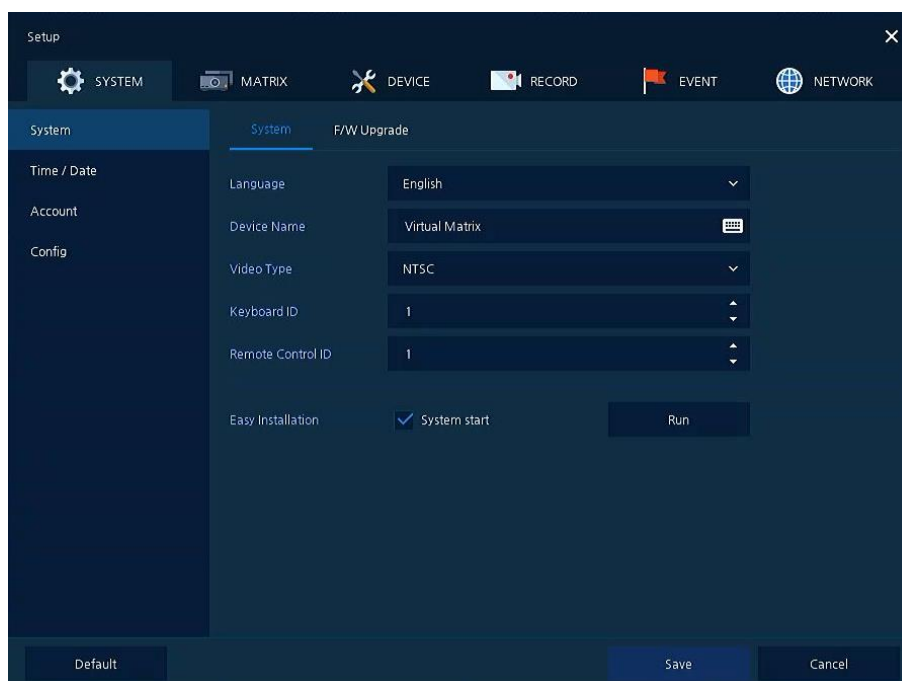 Setup
SYSTEM MATRIX DEVICE RECORD EVENT NETWORK
System
Time / Date
Account
Config
System F/W Upgrade
Language English
Device Name Virtual Matrix
Video Type NTSC
Keyboard ID 1
Remote Control ID 1
Easy Installation System start Run
Default Save Cancel